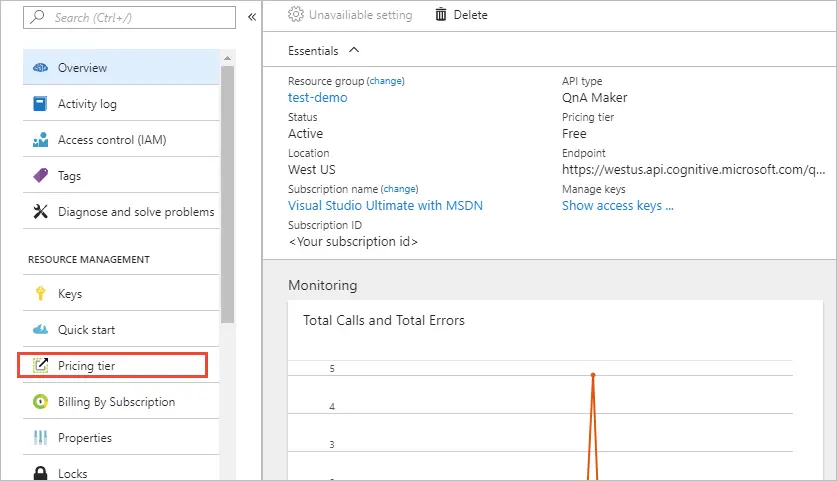 Search (Ctrl+/)
«
Overview
Activity log
Access control (IAM)
Tags
Diagnose and solve problems
RESOURCE MANAGEMENT
Keys
Quick start
Pricing tier
Billing By Subscription
Properties
Locks
Unavailiable setting
Delete
Essentials
Resource group (change)
test-demo
Status
Active
Location
West US
Subscription name (change)
Visual Studio Ultimate with MSDN
Subscription ID
<Your subscription id>
API type
QnA Maker
Pricing tier
Free
Endpoint
https://westus.api.cognitive.microsoft.com/q...
Manage keys
Show access keys ...
Monitoring
Total Calls and Total Errors
5
4
3